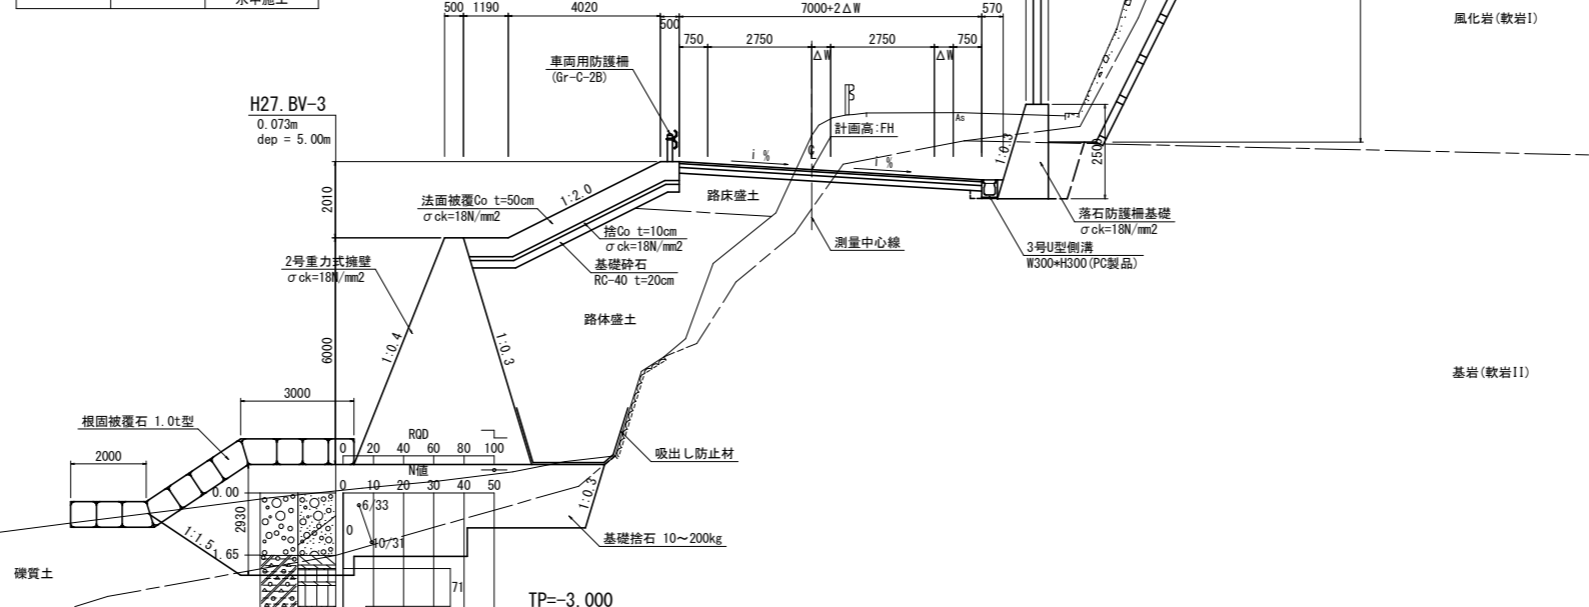 水中施工
500
1190
4020
500
7000+2ΔW
570
750
2750
ΔW
2750
ΔW
750
風化岩(軟岩I)
車両用防護柵
(Gr-C-2B)
H27. BV-3
0.073m
dep = 5.00m
計画高:FH
As
1:0.3
2500
i %
i %
2010
法面被覆Co t=50cm
σck=18N/mm2
1:2.0
路床盛土
捨Co t=10cm
σck=18N/mm2
測量中心線
落石防護柵基礎
σck=18N/mm2
3号U型側溝
W300*H300(PC製品)
2号重力式擁壁
σck=18N/mm2
基礎砕石
RC-40 t=20cm
路体盛土
6000
1:0.4
1:0.3
基岩(軟岩II)
3000
根固被覆石 1.0t型
2000
RQD
0 20 40 60 80 100
N値
0 10 20 30 40 50
吸出し防止材
0.00
2930
1:0.3
6/33
0
10/31
1:1.5
1.65
基礎捨石 10～200kg
礫質土
71
TP=-3.000